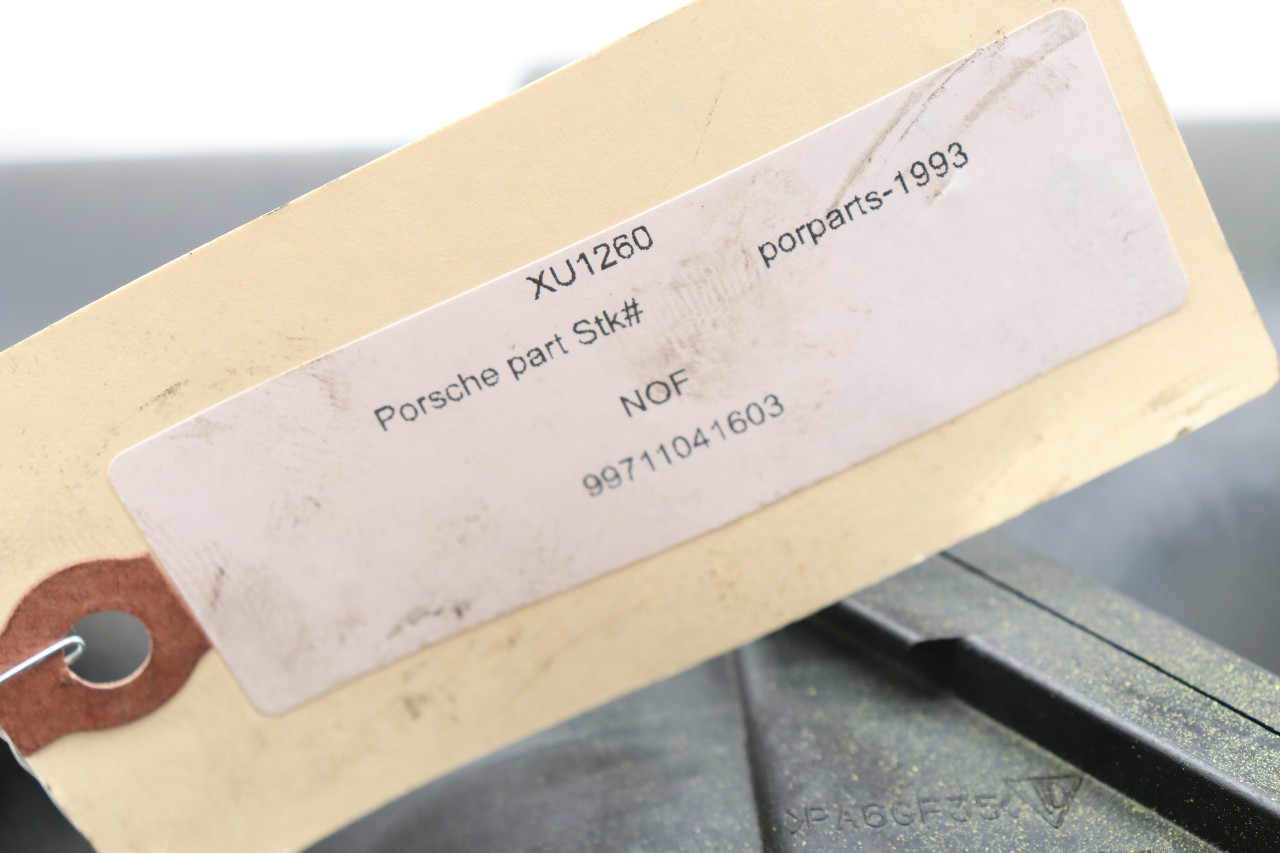 XU1260 porparts-1993
Porsche part Stk#
NOF
99711041603
>PA6GF35<